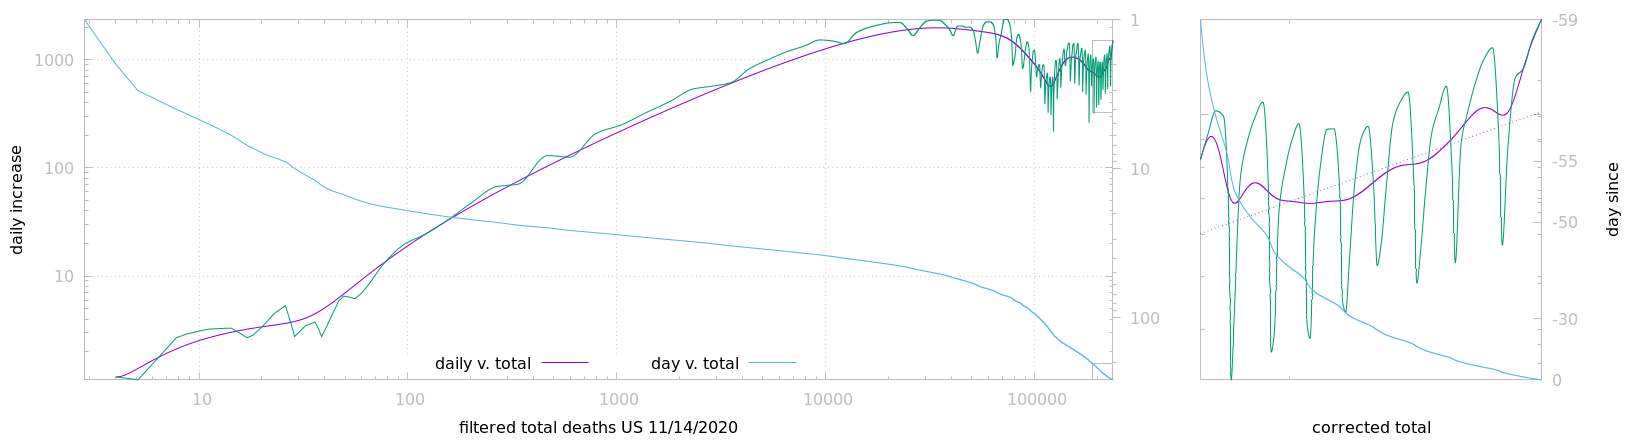 daily increase
1000
100
10
10
100
1000
10000
100000
filtered total deaths US 11/14/2020
daily v. total
day v. total
1
10
100
-59
-55
-50
-30
0
day since
corrected total